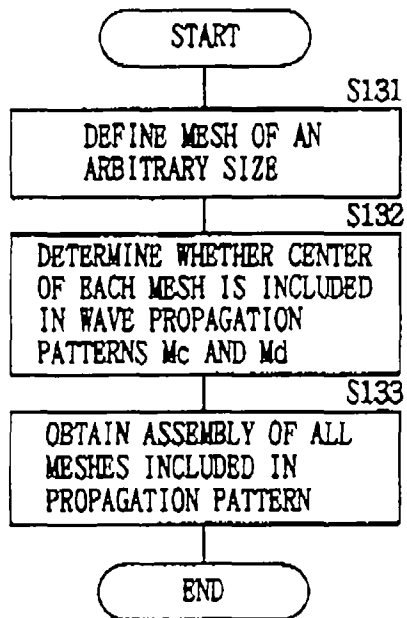 START
S131
DEFINE MESH OF AN
ARBITRARY SIZE
S132
DETERMINE WHETHER CENTER
OF EACH MESH IS INCLUDED
IN WAVE PROPAGATION
PATTERNS Mc AND Md
S133
OBTAIN ASSEMBLY OF ALL
MESHES INCLUDED IN
PROPAGATION PATTERN
END